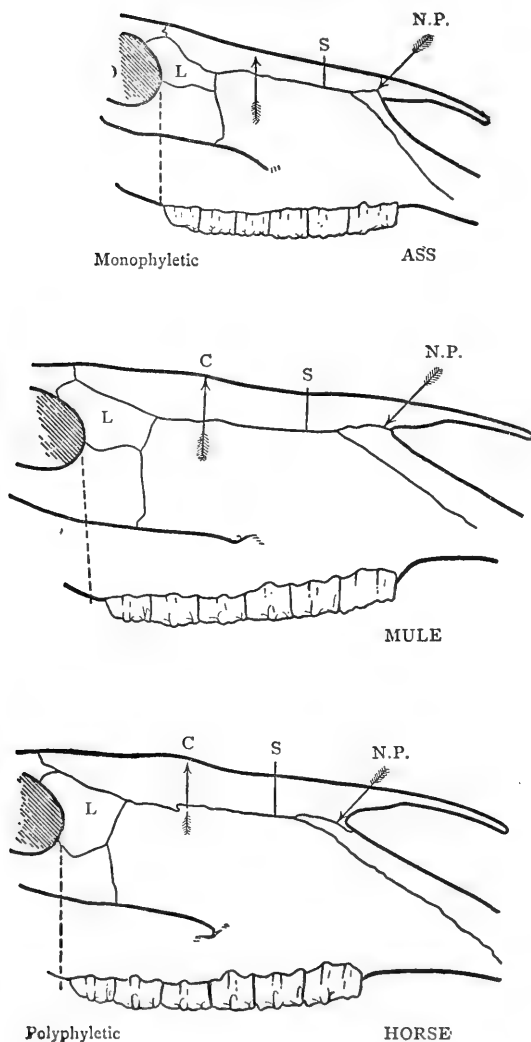 N.P.
S
L
Monophyletic ASS
C S N.P.
L
MULE
C S N.P.
L
Polyphyletic HORSE